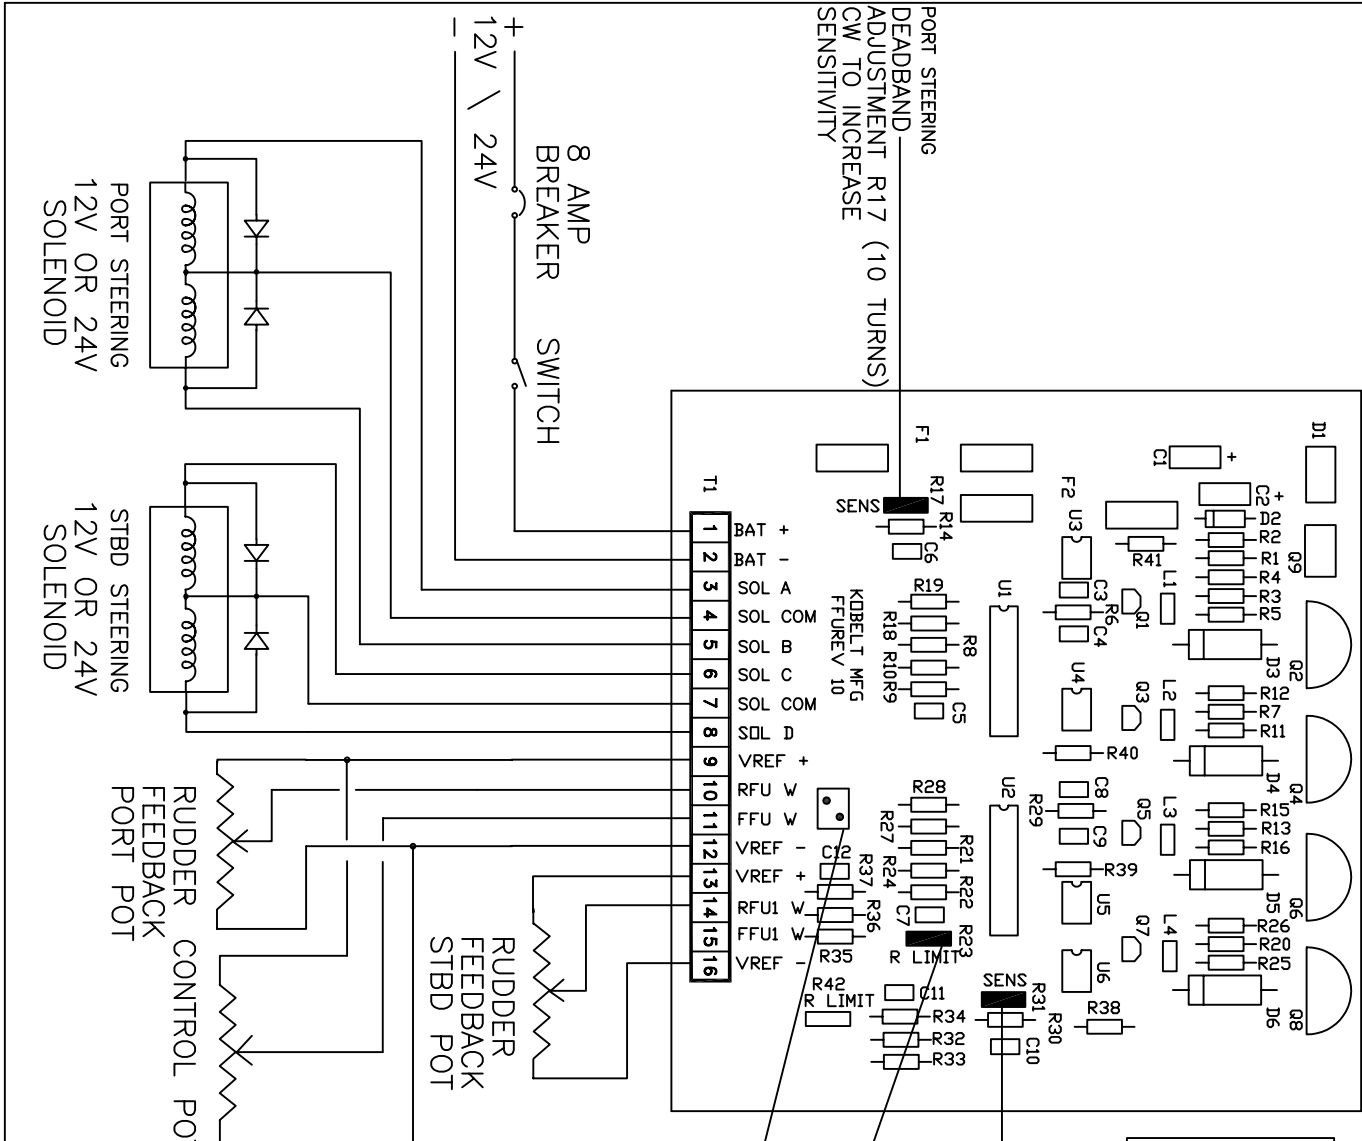 PORT STEERING
DEADBAND
ADJUSTMENT R17 (10 TURNS)
CW TO INCREASE
SENSITIVITY
+
12V \ 24V
-
8 AMP
BREAKER
SWITCH
PORT STEERING
12V OR 24V
SOLENOID
STBD STEERING
12V OR 24V
SOLENOID
RUDDER
FEEDBACK
PORT POT
RUDDER
FEEDBACK
STBD POT
CONTROL
T1
1 BAT +
2 BAT -
3 SOL A
4 SOL COM
5 SOL B
6 SOL C
7 SOL COM
8 SOL D
9 VREF +
10 RFU W
11 FFU W
12 VREF -
13 VREF +
14 RFU1 W
15 FFU1 W
16 VREF -
KOBELT MFG
FFUREV 10
F1
SENS
R17
R14
C6
R19
R18
R8
R10
R9
C5
U1
R28
R27
R21
R24
R22
C7
R23
R LIMIT
U2
C12
R37
R36
R35
R42
R LIMIT
C11
R34
R32
R33
SENS
R31
R30
C10
R38
F2
U3
C3
R6
C4
U4
R40
C8
R29
C9
R39
U5
U6
R41
Q1
Q3
Q5
Q7
L1
L2
L3
L4
C1
+
C2
+
D1
Q9
D2
R2
R1
R4
R3
R5
D3
Q2
R12
R7
R11
D4
Q4
R15
R13
R16
D5
Q6
R26
R20
R25
D6
Q8